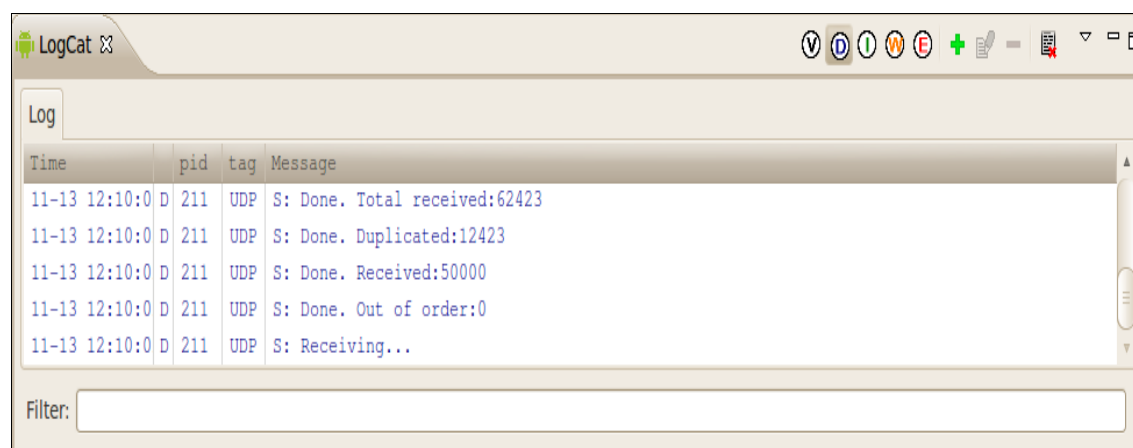 LogCat
V D I W E
Log
Time pid tag Message
11-13 12:10:0 D 211 UDP S: Done. Total received:62423
11-13 12:10:0 D 211 UDP S: Done. Duplicated:12423
11-13 12:10:0 D 211 UDP S: Done. Received:50000
11-13 12:10:0 D 211 UDP S: Done. Out of order:0
11-13 12:10:0 D 211 UDP S: Receiving...
Filter: